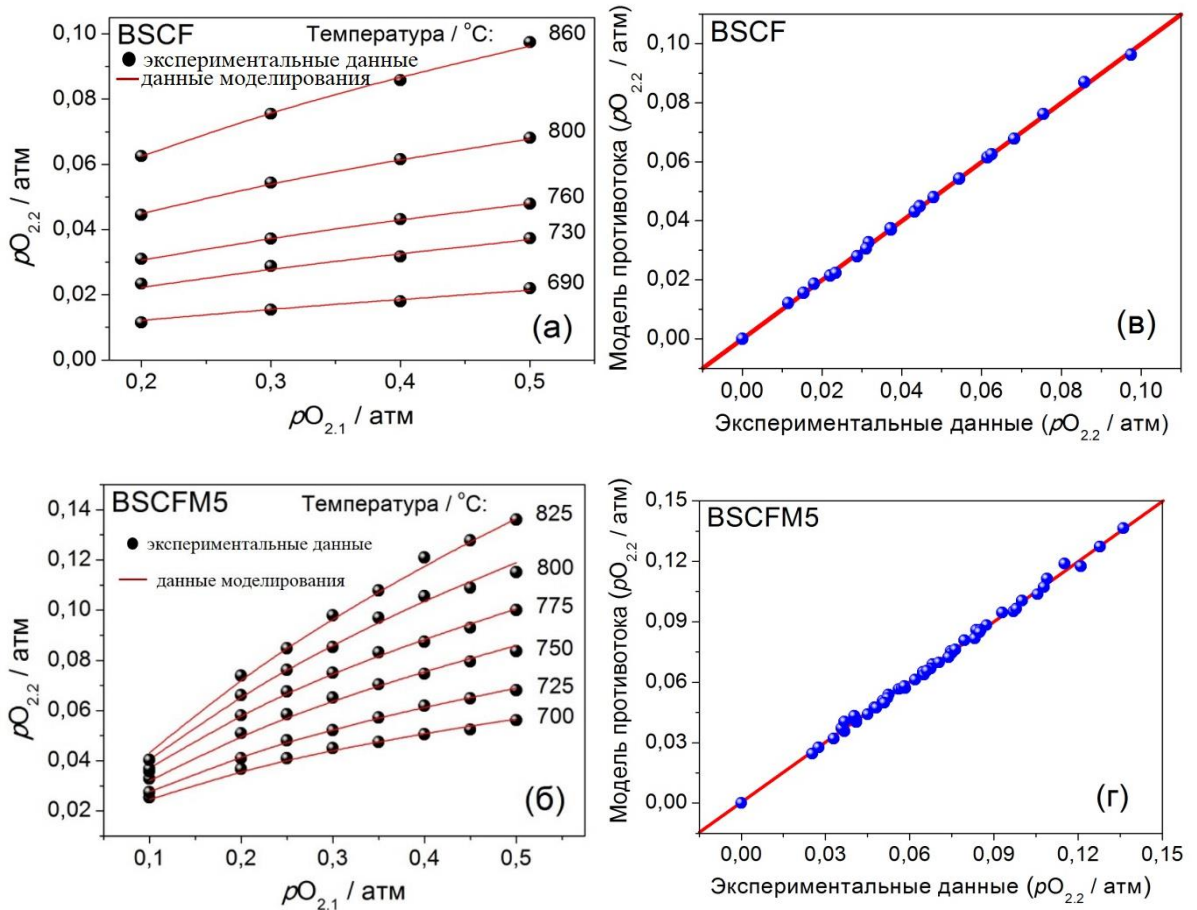 BSCF
Температура / °C:
860
экспериментальные данные
данные моделирования
800
760
730
690
0,10
0,08
0,06
0,04
0,02
0,00
pO2.2 / атм
0,2
0,3
0,4
0,5
pO2.1 / атм
(а)
BSCF
0,10
0,08
0,06
0,04
0,02
0,00
Модель противотока (pO2.2 / атм)
0,00
0,02
0,04
0,06
0,08
0,10
Экспериментальные данные (pO2.2 / атм)
(в)
BSCFM5
Температура / °C:
825
экспериментальные данные
800
данные моделирования
775
750
725
700
0,14
0,12
0,10
0,08
0,06
0,04
0,02
pO2.2 / атм
0,1
0,2
0,3
0,4
0,5
pO2.1 / атм
(б)
BSCFM5
0,15
0,12
0,09
0,06
0,03
0,00
Модель противотока (pO2.2 / атм)
0,00
0,03
0,06
0,09
0,12
0,15
Экспериментальные данные (pO2.2 / атм)
(г)